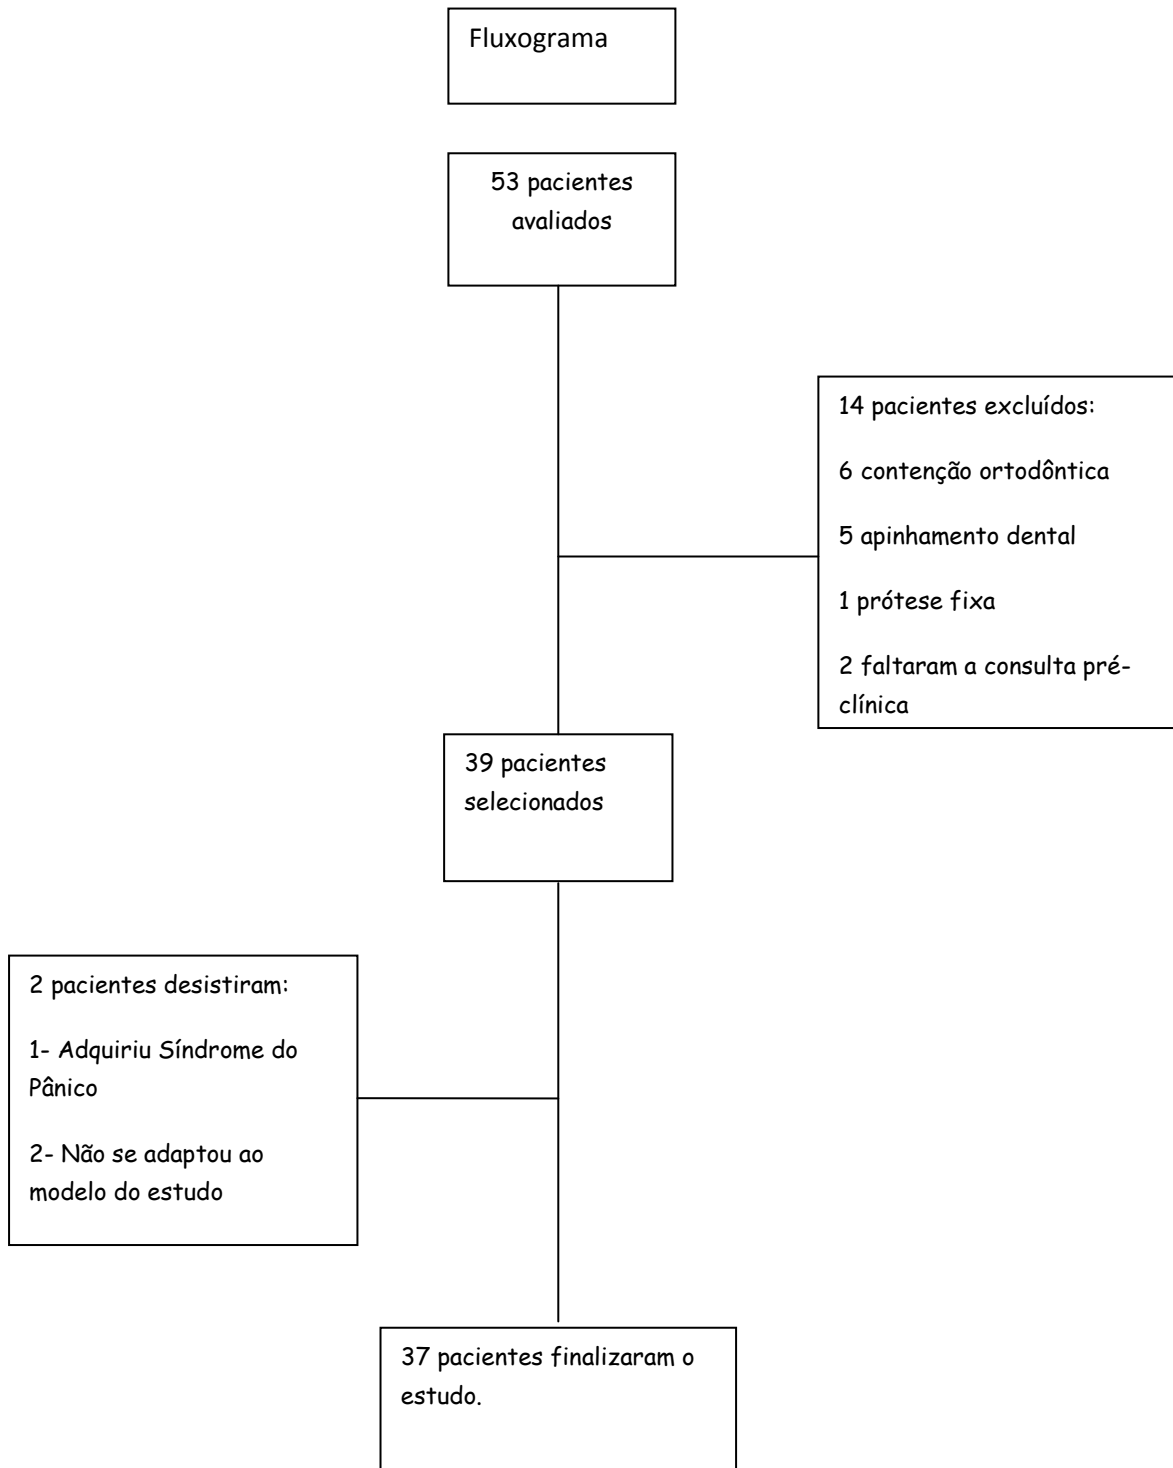 Fluxograma
53 pacientes
avaliados
14 pacientes excluídos:
6 contenção ortodôntica
5 apinhamento dental
1 prótese fixa
2 faltaram a consulta pré-
clínica
39 pacientes
selecionados
2 pacientes desistiram:
1- Adquiriu Síndrome do
Pânico
2- Não se adaptou ao
modelo do estudo
37 pacientes finalizaram o
estudo.